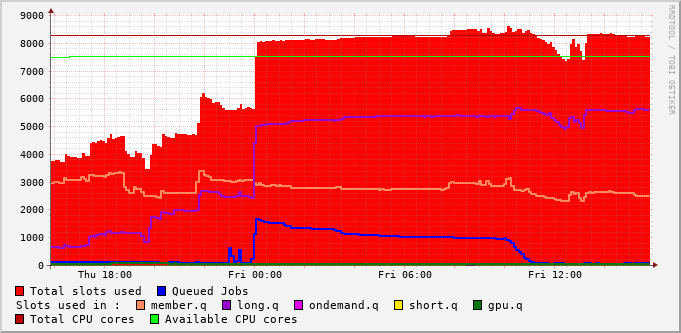 9000
8000
7000
6000
5000
4000
3000
2000
1000
0
Thu 18:00 Fri 00:00 Fri 06:00 Fri 12:00
RRDTOOL / TOBI OETIKER
Total slots used Queued Jobs
Slots used in : member.q long.q ondemand.q short.q gpu.q
Total CPU cores Available CPU cores